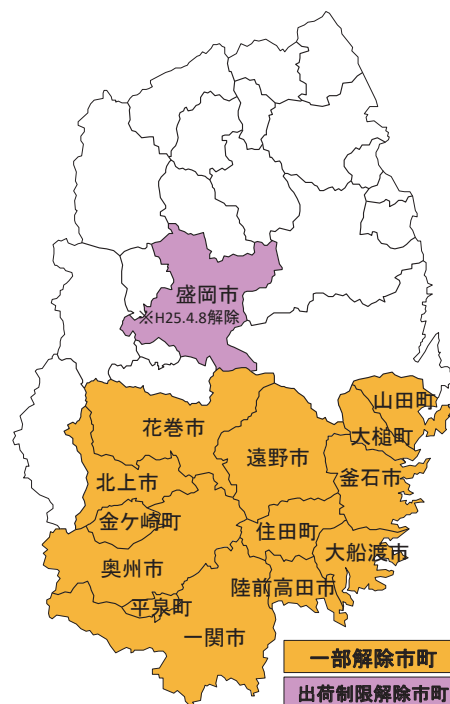 盛岡市
※H25.4.8解除
山田町
花巻市
大槌町
遠野市
釜石市
北上市
金ケ崎町
住田町
大船渡市
奥州市
陸前高田市
平泉町
一関市
一部解除市町
出荷制限解除市町